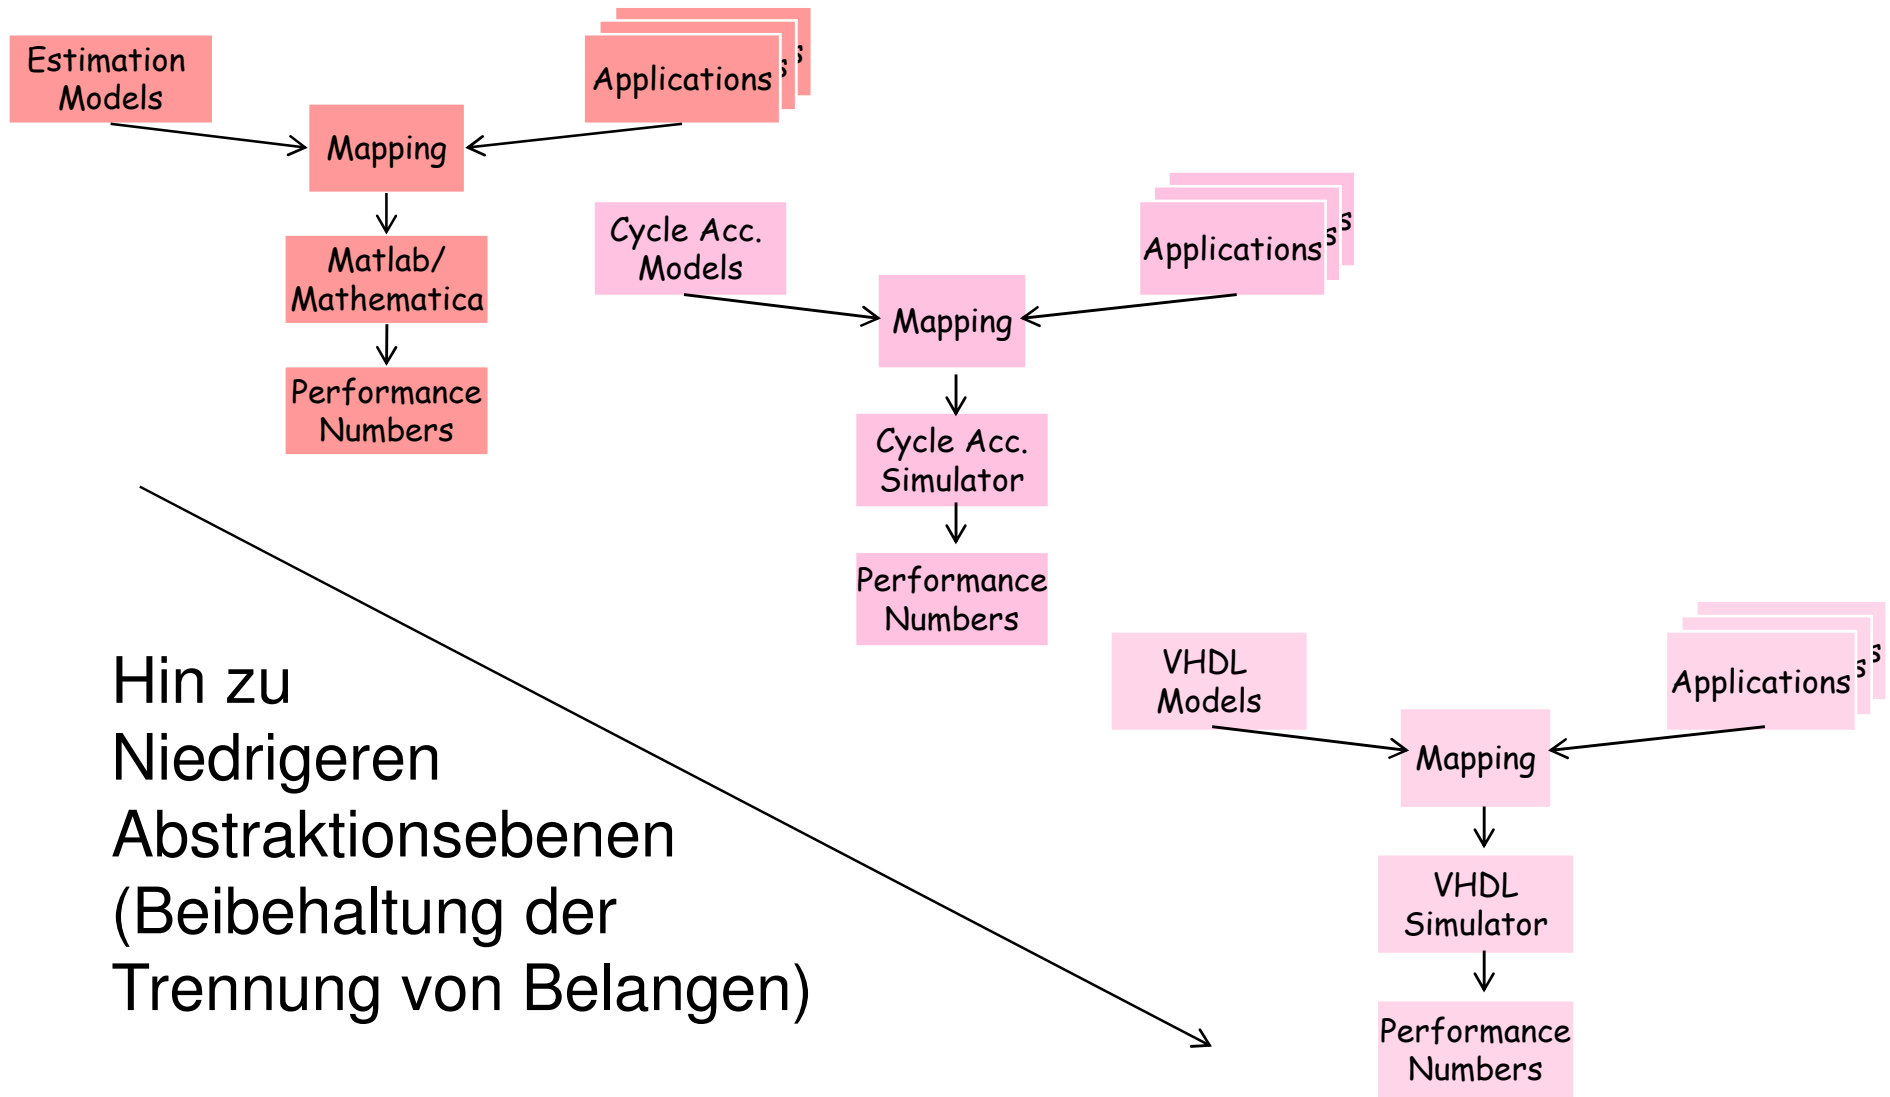 Estimation
Models
Applications
s
s
Mapping
Matlab/
Mathematica
Performance
Numbers
Cycle Acc.
Models
Applications
s
s
Mapping
Cycle Acc.
Simulator
Performance
Numbers
VHDL
Models
Applications
s
s
Mapping
VHDL
Simulator
Performance
Numbers
Hin zu
Niedrigeren
Abstraktionsebenen
(Beibehaltung der
Trennung von Belangen)